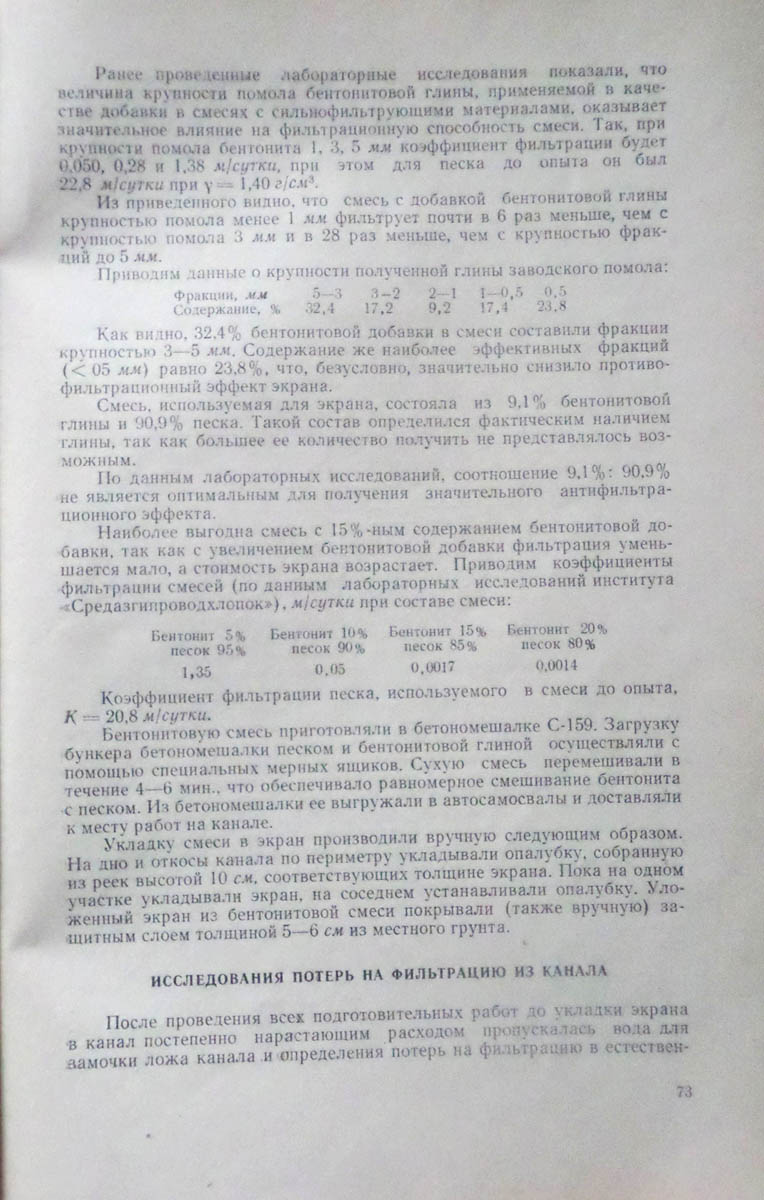 Ранее проведенные лабораторные исследования показали, что
величина крупности помола бентонитовой глины, применяемой в каче-
стве добавки в смесях с сильнофильтрующими материалами, оказывает
значительное влияние на фильтрационную способность смеси. Так, при
крупности помола бентонита 1, 3, 5 мм коэффициент фильтрации будет
0,050, 0,28 и 1,38 м/сутки, при этом для песка до опыта он был
22,8 м/сутки при γ = 1,40 г/см³.
Из приведенного видно, что смесь с добавкой бентонитовой глины
крупностью помола менее 1 мм фильтрует почти в 6 раз меньше, чем с
крупностью помола 3 мм и в 28 раз меньше, чем с крупностью фрак-
ций до 5 мм.
Приводим данные о крупности полученной глины заводского помола:
Фракции, мм 5—3 3—2 2—1 1—0,5 0,5
Содержание, % 32,4 17,2 9,2 17,4 23,8
Как видно, 32,4% бентонитовой добавки в смеси составили фракции
крупностью 3—5 мм. Содержание же наиболее эффективных фракций
(< 05 мм) равно 23,8%, что, безусловно, значительно снизило противо-
фильтрационный эффект экрана.
Смесь, используемая для экрана, состояла из 9,1% бентонитовой
глины и 90,9% песка. Такой состав определился фактическим наличием
глины, так как большее ее количество получить не представлялось воз-
можным.
По данным лабораторных исследований, соотношение 9,1%: 90,9%
не является оптимальным для получения значительного антифильтра-
ционного эффекта.
Наиболее выгодна смесь с 15%-ным содержанием бентонитовой до-
бавки, так как с увеличением бентонитовой добавки фильтрация умень-
шается мало, а стоимость экрана возрастает. Приводим коэффициенты
фильтрации смесей (по данным лабораторных исследований института
«Средазгипроводхлопок»), м/сутки при составе смеси:
Бентонит 5% Бентонит 10% Бентонит 15% Бентонит 20%
песок 95% песок 90% песок 85% песок 80%
1,35 0,05 0,0017 0,0014
Коэффициент фильтрации песка, используемого в смеси до опыта,
К = 20,8 м/сутки.
Бентонитовую смесь приготовляли в бетономешалке С-159. Загрузку
бункера бетономешалки песком и бентонитовой глиной осуществляли с
помощью специальных мерных ящиков. Сухую смесь перемешивали в
течение 4—6 мин., что обеспечивало равномерное смешивание бентонита
с песком. Из бетономешалки ее выгружали в автосамосвалы и доставляли
к месту работ на канале.
Укладку смеси в экран производили вручную следующим образом.
На дно и откосы канала по периметру укладывали опалубку, собранную
из реек высотой 10 см, соответствующих толщине экрана. Пока на одном
участке укладывали экран, на соседнем устанавливали опалубку. Уло-
женный экран из бентонитовой смеси покрывали (также вручную) за-
щитным слоем толщиной 5—6 см из местного грунта.
ИССЛЕДОВАНИЯ ПОТЕРЬ НА ФИЛЬТРАЦИЮ ИЗ КАНАЛА
После проведения всех подготовительных работ до укладки экрана
в канал постепенно нарастающим расходом пропускалась вода для
замочки ложа канала и определения потерь на фильтрацию в естествен-
73